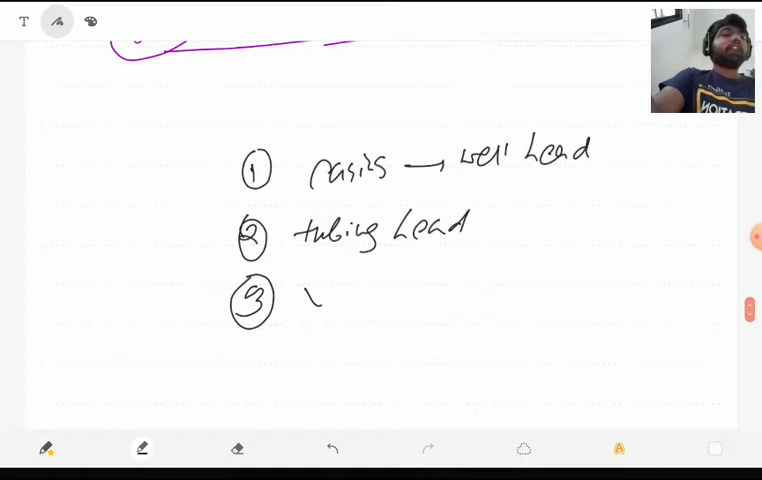 ① casing → well head
② tubing head
③